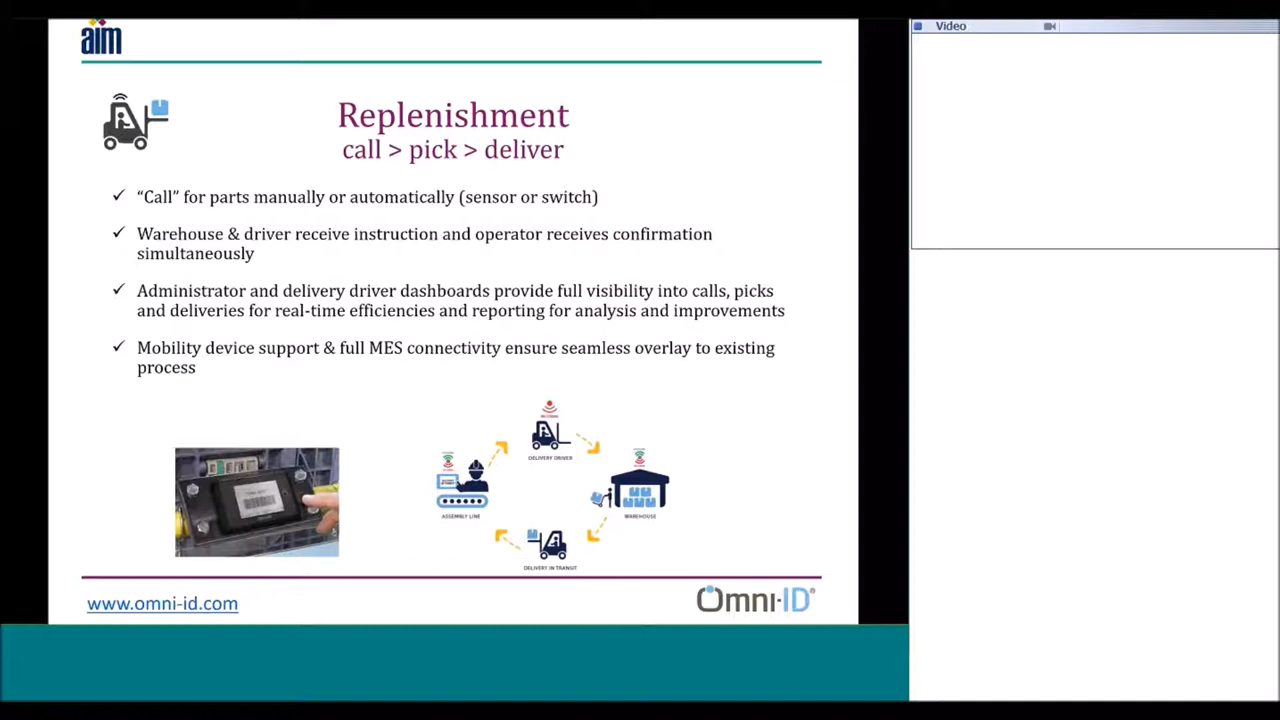 Video
aim
Replenishment
call > pick > deliver
✓ “Call” for parts manually or automatically (sensor or switch)
✓ Warehouse & driver receive instruction and operator receives confirmation
simultaneously
✓ Administrator and delivery driver dashboards provide full visibility into calls, picks
and deliveries for real-time efficiencies and reporting for analysis and improvements
✓ Mobility device support & full MES connectivity ensure seamless overlay to existing
process
DELIVERY DRIVER
ASSEMBLY LINE
WAREHOUSE
DELIVERY IN TRANSIT
www.omni-id.com
Omni-ID®